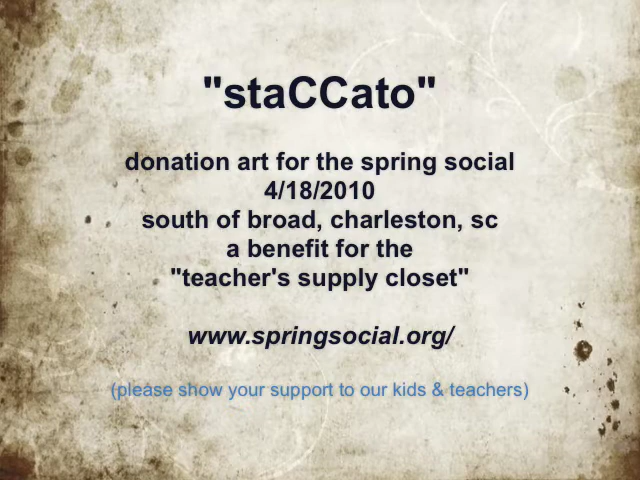 "staCCato"
donation art for the spring social
4/18/2010
south of broad, charleston, sc
a benefit for the
"teacher's supply closet"
www.springsocial.org/
(please show your support to our kids & teachers)